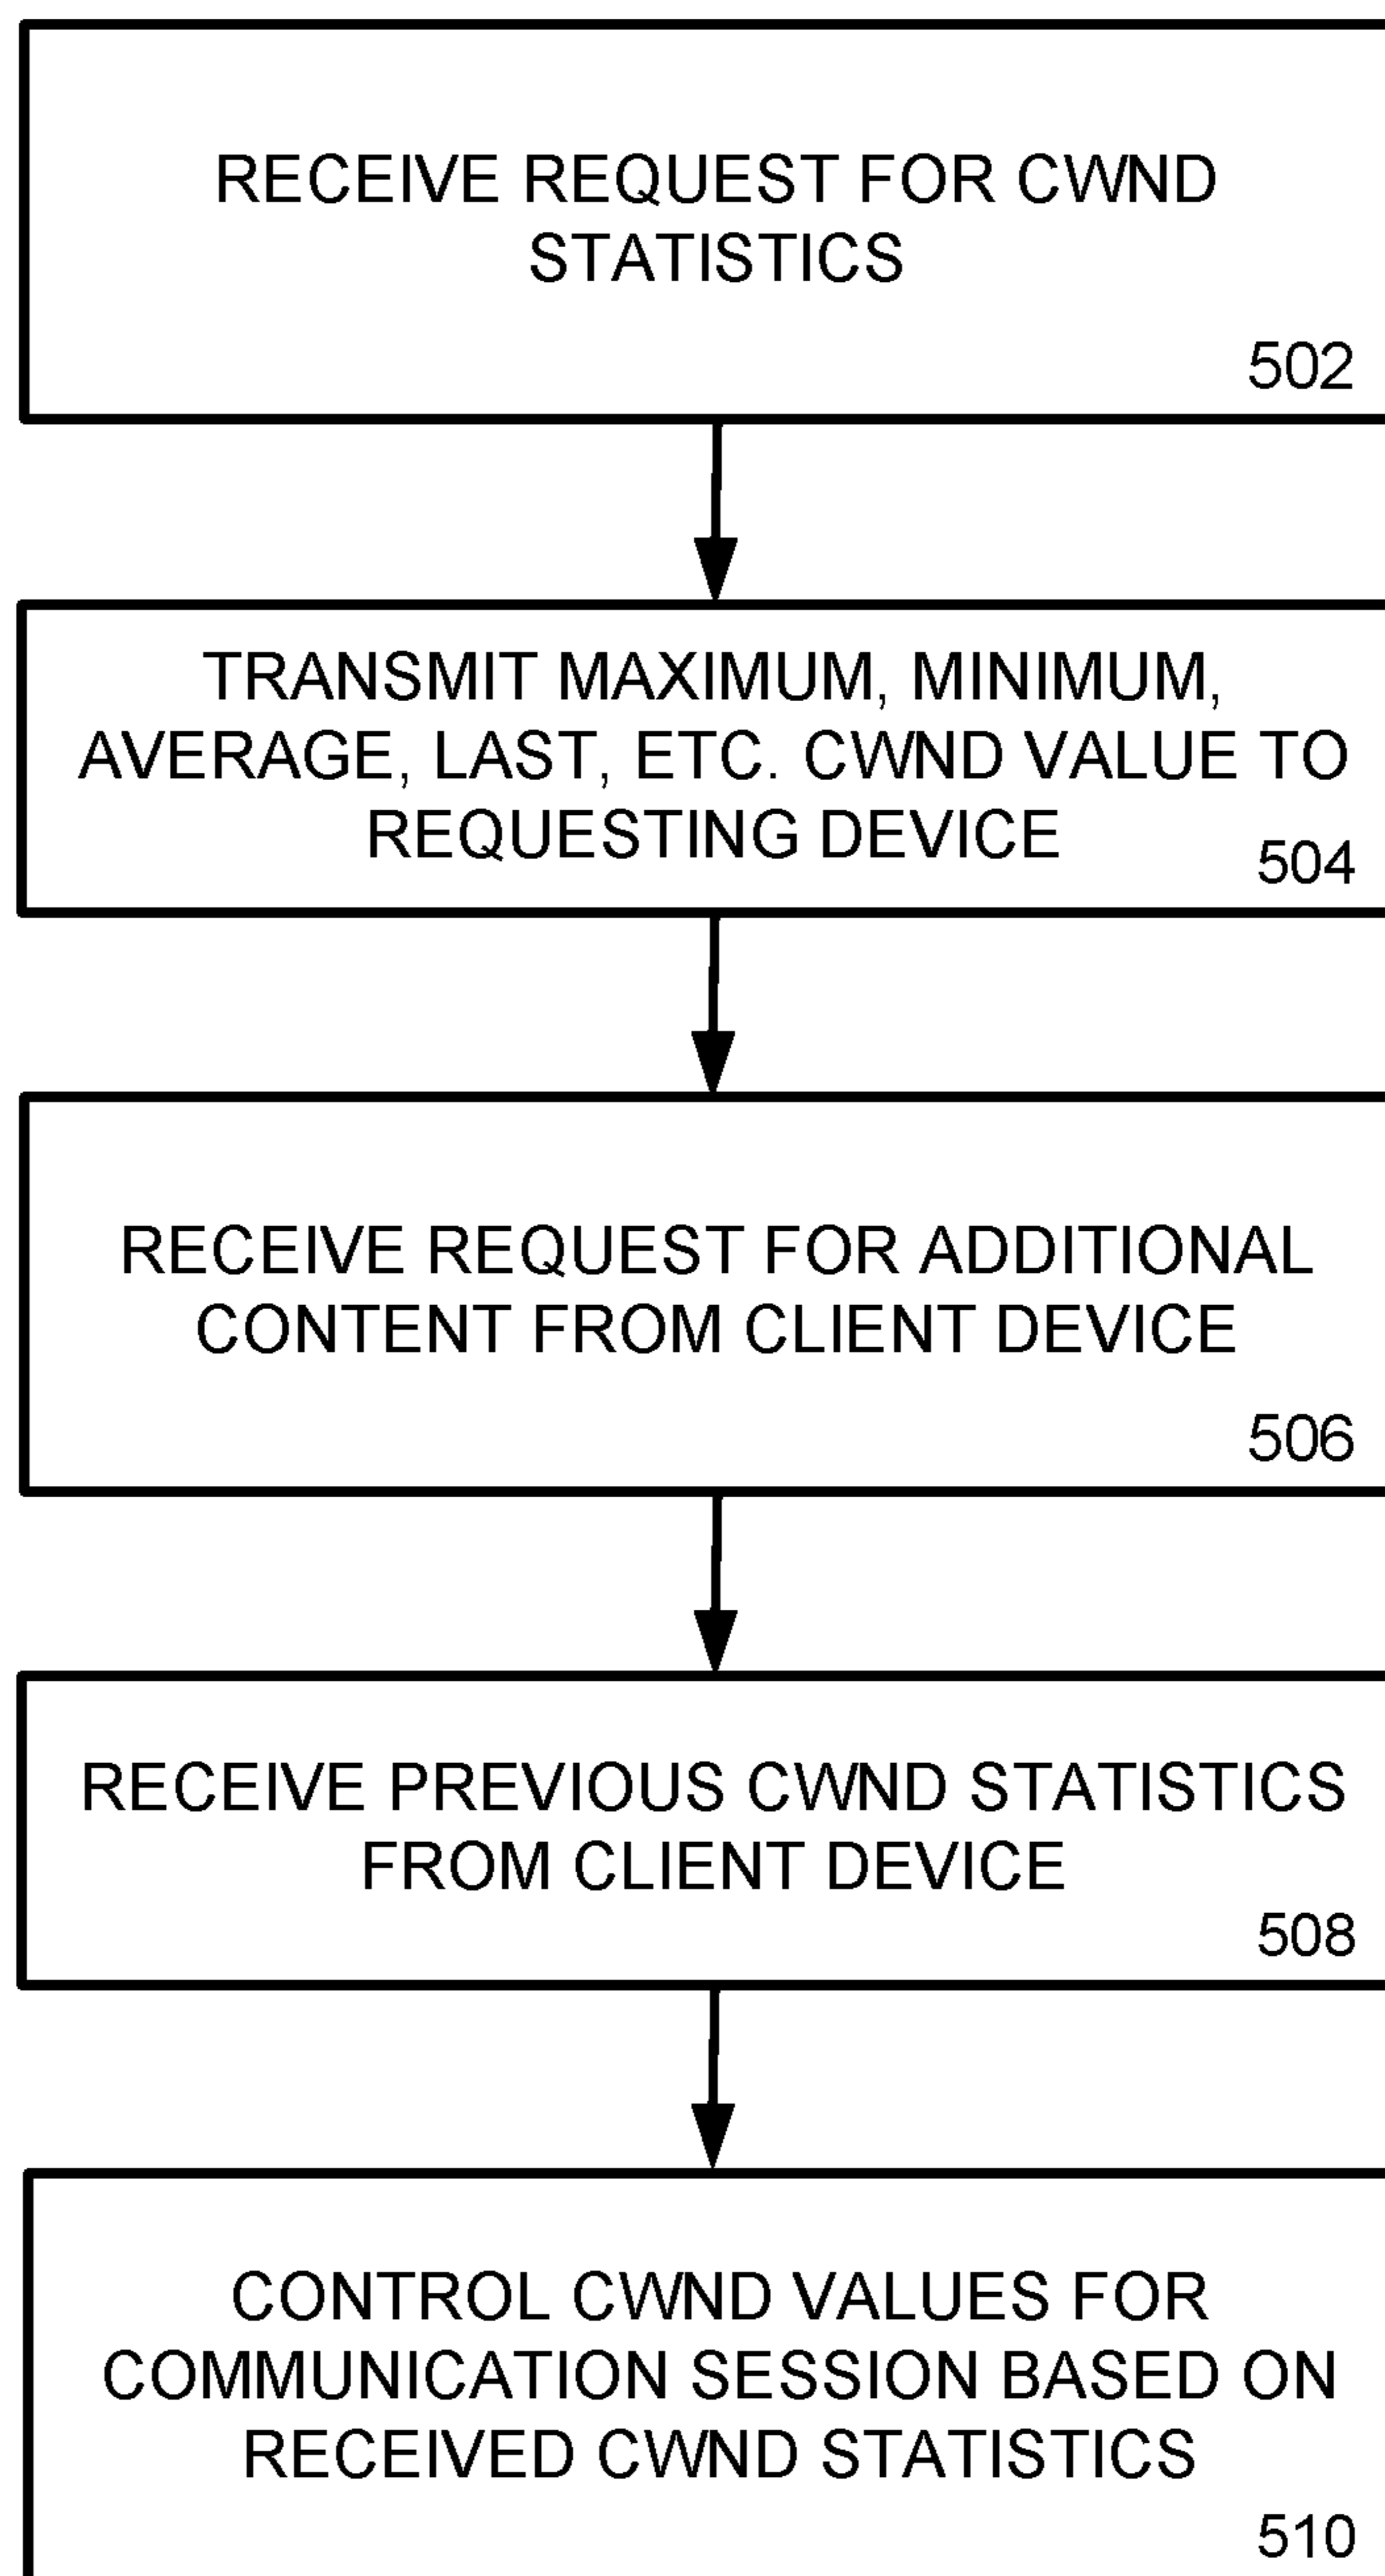 RECEIVE REQUEST FOR CWND
STATISTICS
502
TRANSMIT MAXIMUM, MINIMUM,
AVERAGE, LAST, ETC. CWND VALUE TO
REQUESTING DEVICE
504
RECEIVE REQUEST FOR ADDITIONAL
CONTENT FROM CLIENT DEVICE
506
RECEIVE PREVIOUS CWND STATISTICS
FROM CLIENT DEVICE
508
CONTROL CWND VALUES FOR
COMMUNICATION SESSION BASED ON
RECEIVED CWND STATISTICS
510